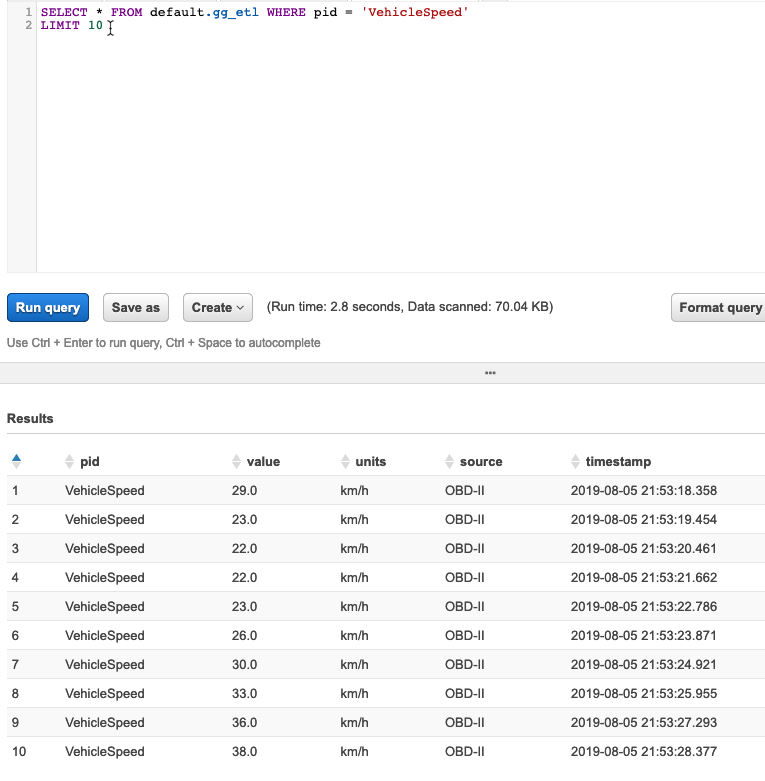 1 SELECT * FROM default.gg_etl WHERE pid = 'VehicleSpeed'
2 LIMIT 10
Run query Save as Create (Run time: 2.8 seconds, Data scanned: 70.04 KB) Format query
Use Ctrl + Enter to run query, Ctrl + Space to autocomplete
Results
pid value units source timestamp
1 VehicleSpeed 29.0 km/h OBD-II 2019-08-05 21:53:18.358
2 VehicleSpeed 23.0 km/h OBD-II 2019-08-05 21:53:19.454
3 VehicleSpeed 22.0 km/h OBD-II 2019-08-05 21:53:20.461
4 VehicleSpeed 22.0 km/h OBD-II 2019-08-05 21:53:21.662
5 VehicleSpeed 23.0 km/h OBD-II 2019-08-05 21:53:22.786
6 VehicleSpeed 26.0 km/h OBD-II 2019-08-05 21:53:23.871
7 VehicleSpeed 30.0 km/h OBD-II 2019-08-05 21:53:24.921
8 VehicleSpeed 33.0 km/h OBD-II 2019-08-05 21:53:25.955
9 VehicleSpeed 36.0 km/h OBD-II 2019-08-05 21:53:27.293
10 VehicleSpeed 38.0 km/h OBD-II 2019-08-05 21:53:28.377